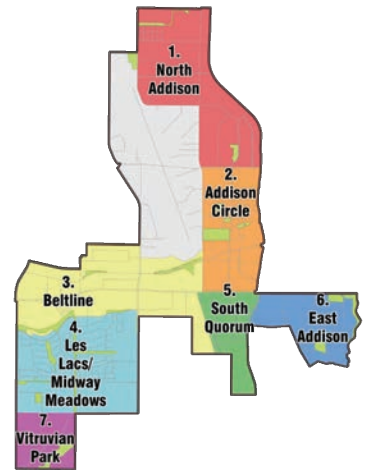 1.
North
Addison
2.
Addison
Circle
3.
Beltline
4.
Les
Lacs/
Midway
Meadows
5.
South
Quorum
6.
East
Addison
7.
Vitruvian
Park